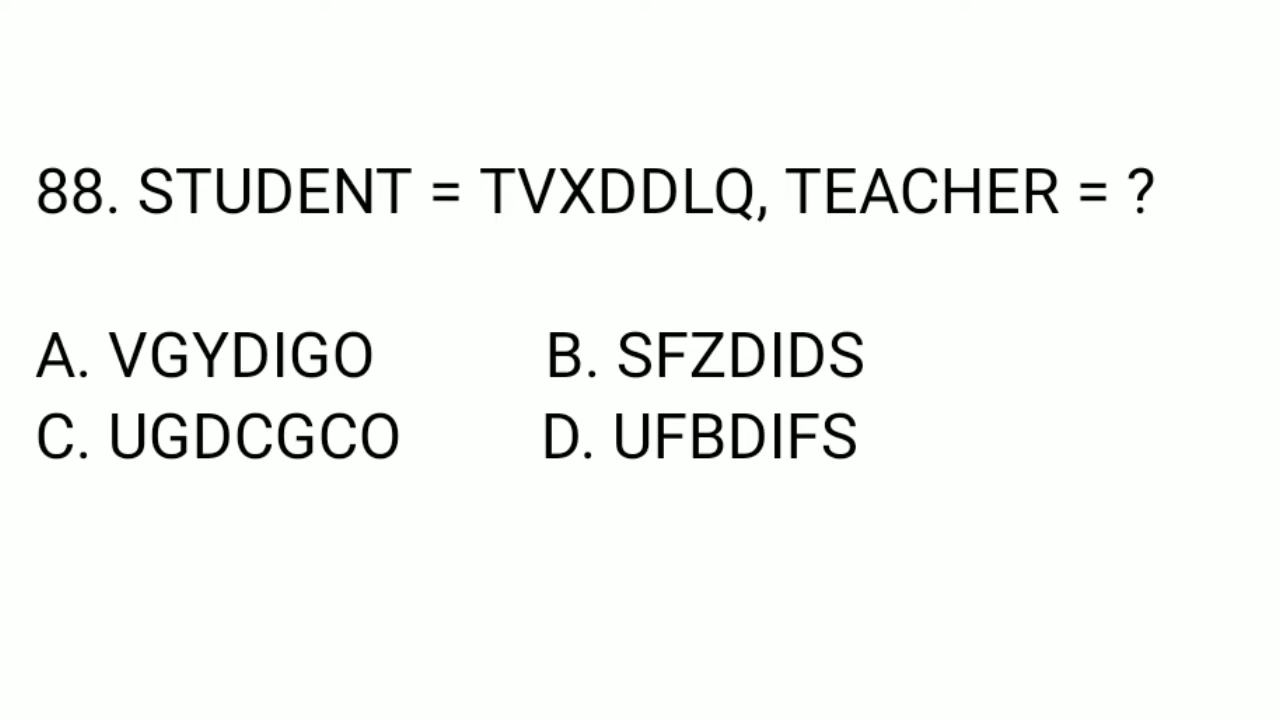 88. STUDENT = TVXDDLQ, TEACHER = ?
A. VGYDIGO B. SFZDIDS
C. UGDCGCO D. UFBDIFS